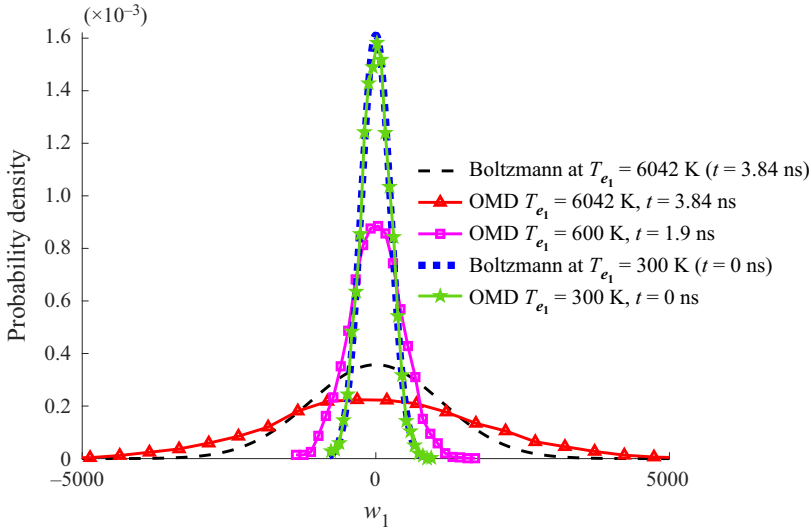 (×10⁻³)
1.6
1.4
1.2
1.0
0.8
0.6
0.4
0.2
0
Probability density
Boltzmann at Tₑ₁ = 6042 K (t = 3.84 ns)
OMD Tₑ₁ = 6042 K, t = 3.84 ns
OMD Tₑ₁ = 600 K, t = 1.9 ns
Boltzmann at Tₑ₁ = 300 K (t = 0 ns)
OMD Tₑ₁ = 300 K, t = 0 ns
−5000 0 5000
w₁